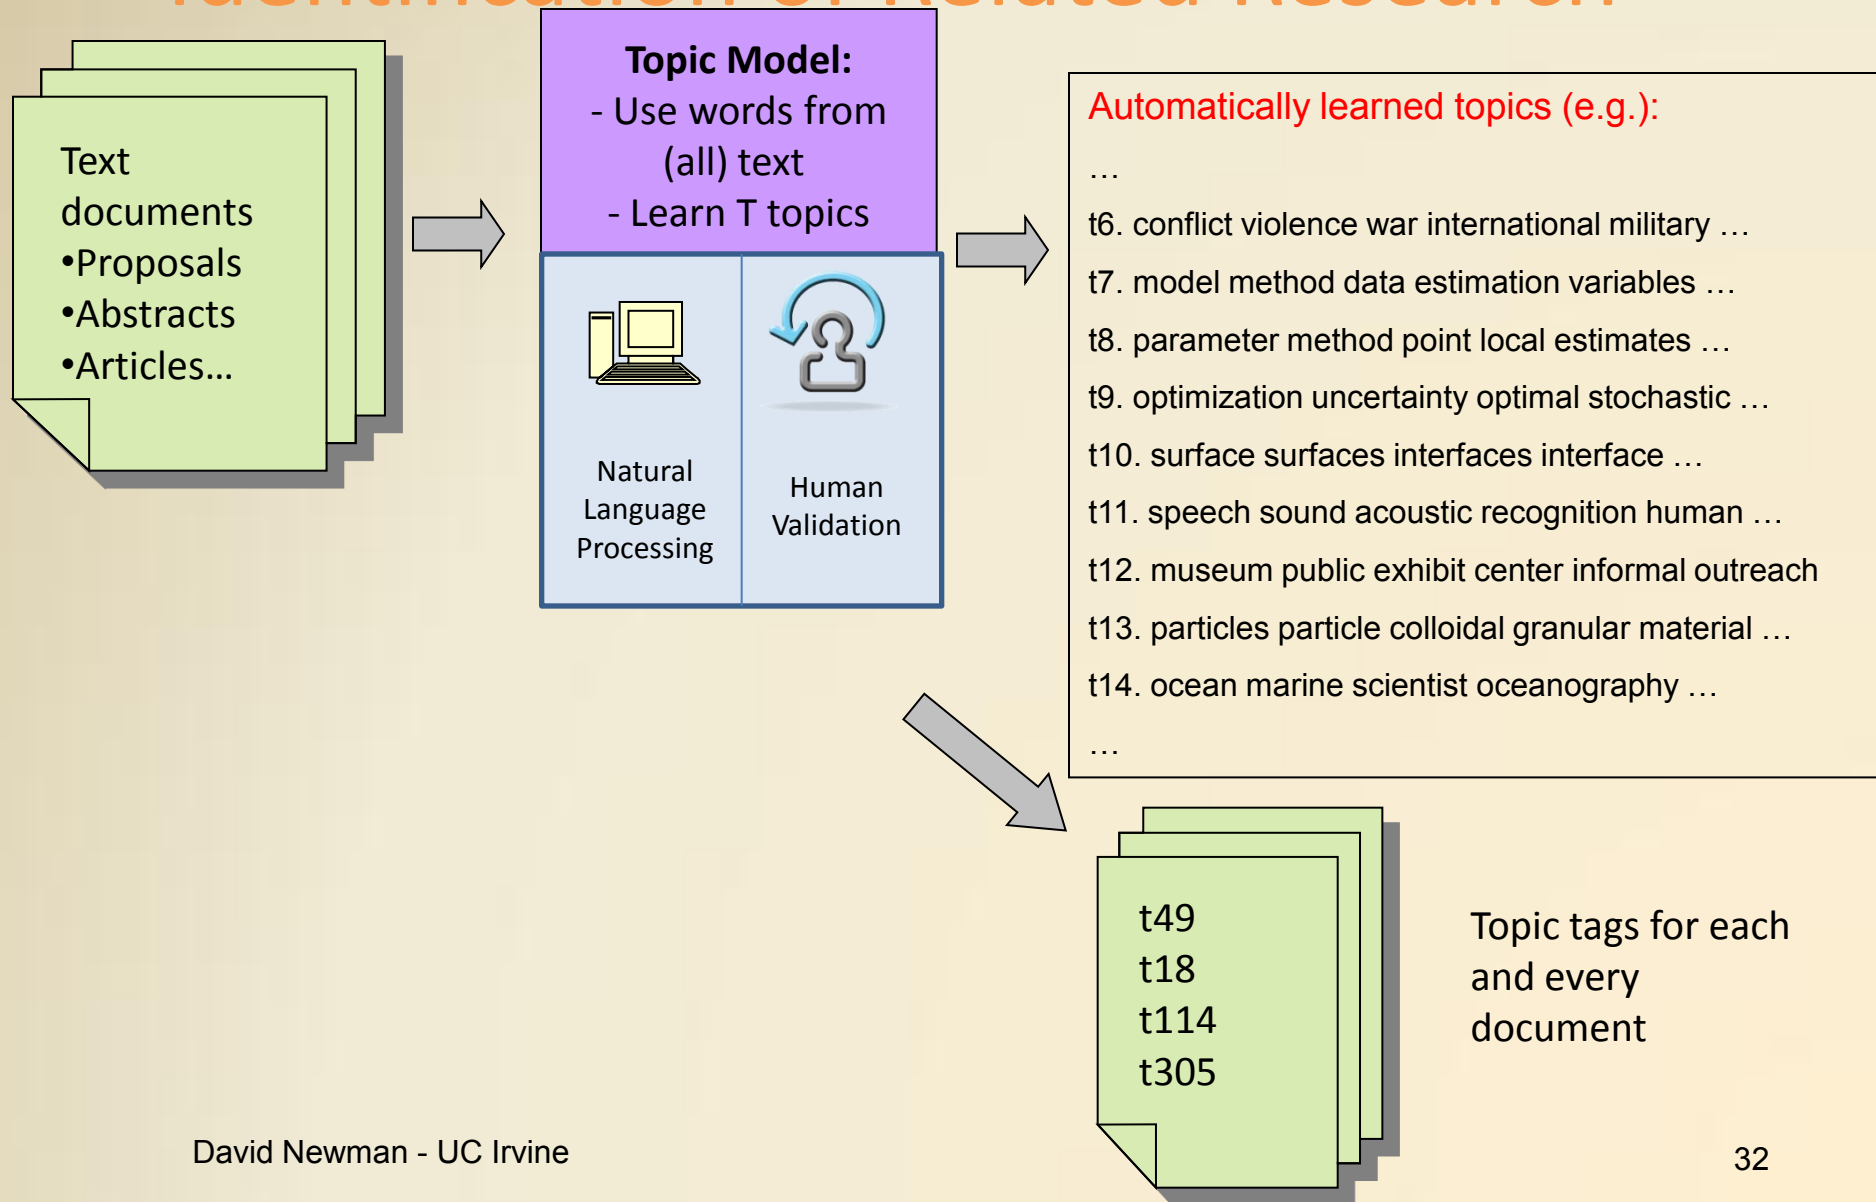 Identification of Related Research
Text
documents
•Proposals
•Abstracts
•Articles…
Topic Model:
- Use words from
(all) text
- Learn T topics
Natural
Language
Processing
Human
Validation
Automatically learned topics (e.g.):
…
t6. conflict violence war international military …
t7. model method data estimation variables …
t8. parameter method point local estimates …
t9. optimization uncertainty optimal stochastic …
t10. surface surfaces interfaces interface …
t11. speech sound acoustic recognition human …
t12. museum public exhibit center informal outreach
t13. particles particle colloidal granular material …
t14. ocean marine scientist oceanography …
…
t49
t18
t114
t305
Topic tags for each
and every
document
David Newman - UC Irvine
32